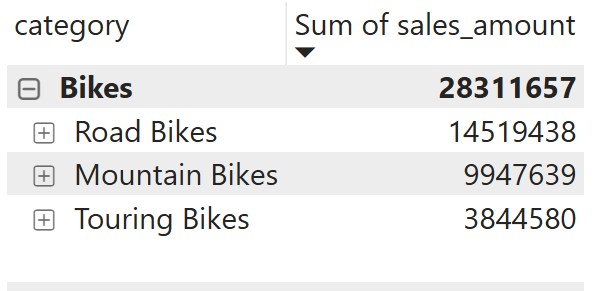 category Sum of sales_amount
Bikes 28311657
Road Bikes 14519438
Mountain Bikes 9947639
Touring Bikes 3844580